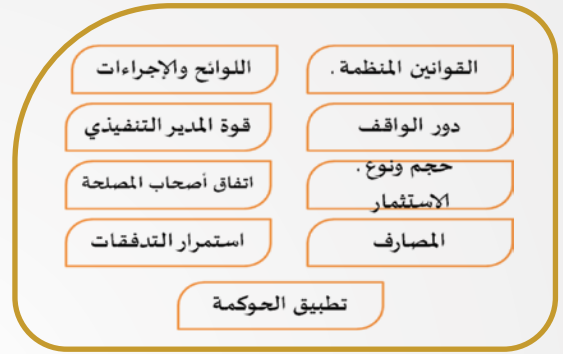 القوانين المنظمة .
اللوائح والإجراءات
دور الواقف
قوة المدير التنفيذي
حجم ونوع .
الاستثمار
اتفاق أصحاب المصلحة
المصارف
استمرار التدفقات
تطبيق الحوكمة